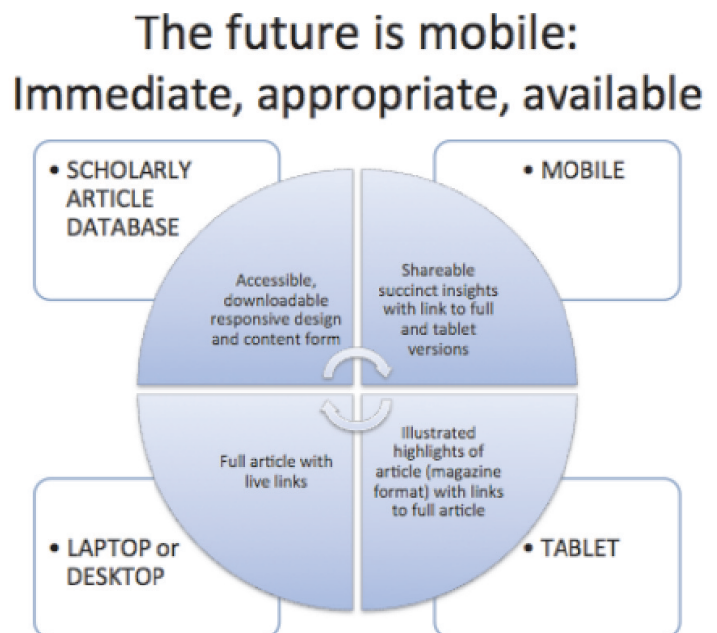 The future is mobile:
Immediate, appropriate, available
• SCHOLARLY
ARTICLE
DATABASE
• MOBILE
Accessible,
downloadable
responsive design
and content form
Shareable
succinct insights
with link to full
and tablet
versions
Full article with
live links
Illustrated
highlights of
article (magazine
format) with links
to full article
• LAPTOP or
DESKTOP
• TABLET